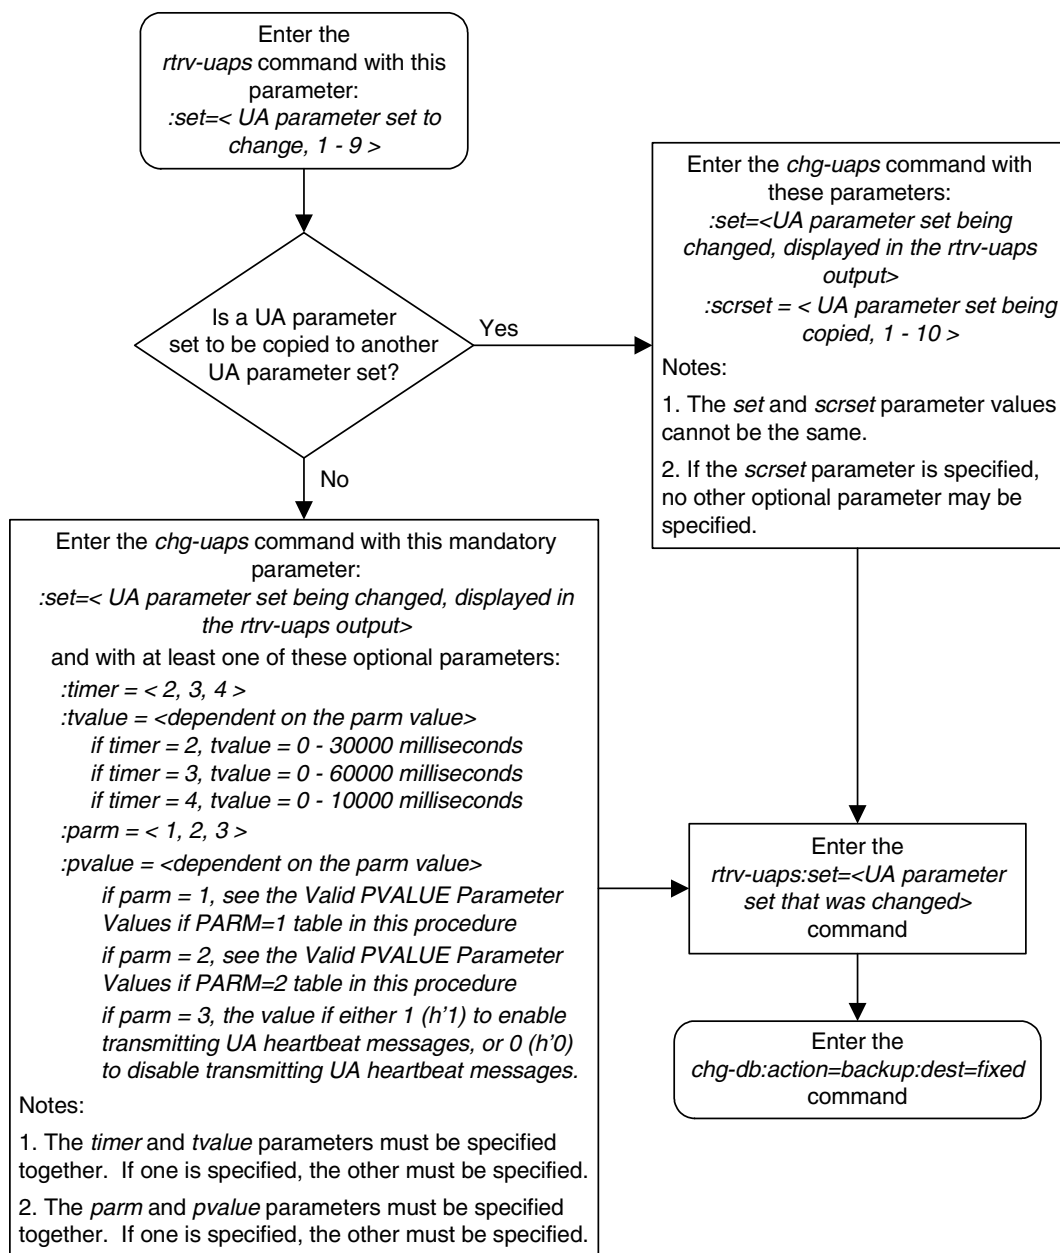 Enter the
rtrv-uaps command with this
parameter:
:set=< UA parameter set to
change, 1 - 9 >
Is a UA parameter
set to be copied to another
UA parameter set?
Yes
No
Enter the chg-uaps command with
these parameters:
:set=<UA parameter set being
changed, displayed in the rtrv-uaps
output>
:scrset = < UA parameter set being
copied, 1 - 10 >
Notes:
1. The set and scrset parameter values
cannot be the same.
2. If the scrset parameter is specified,
no other optional parameter may be
specified.
Enter the chg-uaps command with this mandatory
parameter:
:set=< UA parameter set being changed, displayed in
the rtrv-uaps output>
and with at least one of these optional parameters:
:timer = < 2, 3, 4 >
:tvalue = <dependent on the parm value>
if timer = 2, tvalue = 0 - 30000 milliseconds
if timer = 3, tvalue = 0 - 60000 milliseconds
if timer = 4, tvalue = 0 - 10000 milliseconds
:parm = < 1, 2, 3 >
:pvalue = <dependent on the parm value>
if parm = 1, see the Valid PVALUE Parameter
Values if PARM=1 table in this procedure
if parm = 2, see the Valid PVALUE Parameter
Values if PARM=2 table in this procedure
if parm = 3, the value if either 1 (h'1) to enable
transmitting UA heartbeat messages, or 0 (h'0)
to disable transmitting UA heartbeat messages.
Notes:
1. The timer and tvalue parameters must be specified
together.  If one is specified, the other must be specified.
2. The parm and pvalue parameters must be specified
together.  If one is specified, the other must be specified.
Enter the
rtrv-uaps:set=<UA parameter
set that was changed>
command
Enter the
chg-db:action=backup:dest=fixed
command